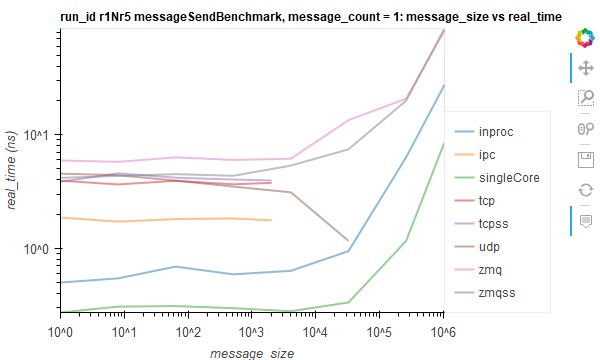 run_id r1Nr5 messageSendBenchmark, message_count = 1: message_size vs real_time
real_time (ns)
10^1
10^0
10^0 10^1 10^2 10^3 10^4 10^5 10^6
message_size
inproc
ipc
singleCore
tcp
tcpss
udp
zmq
zmqss